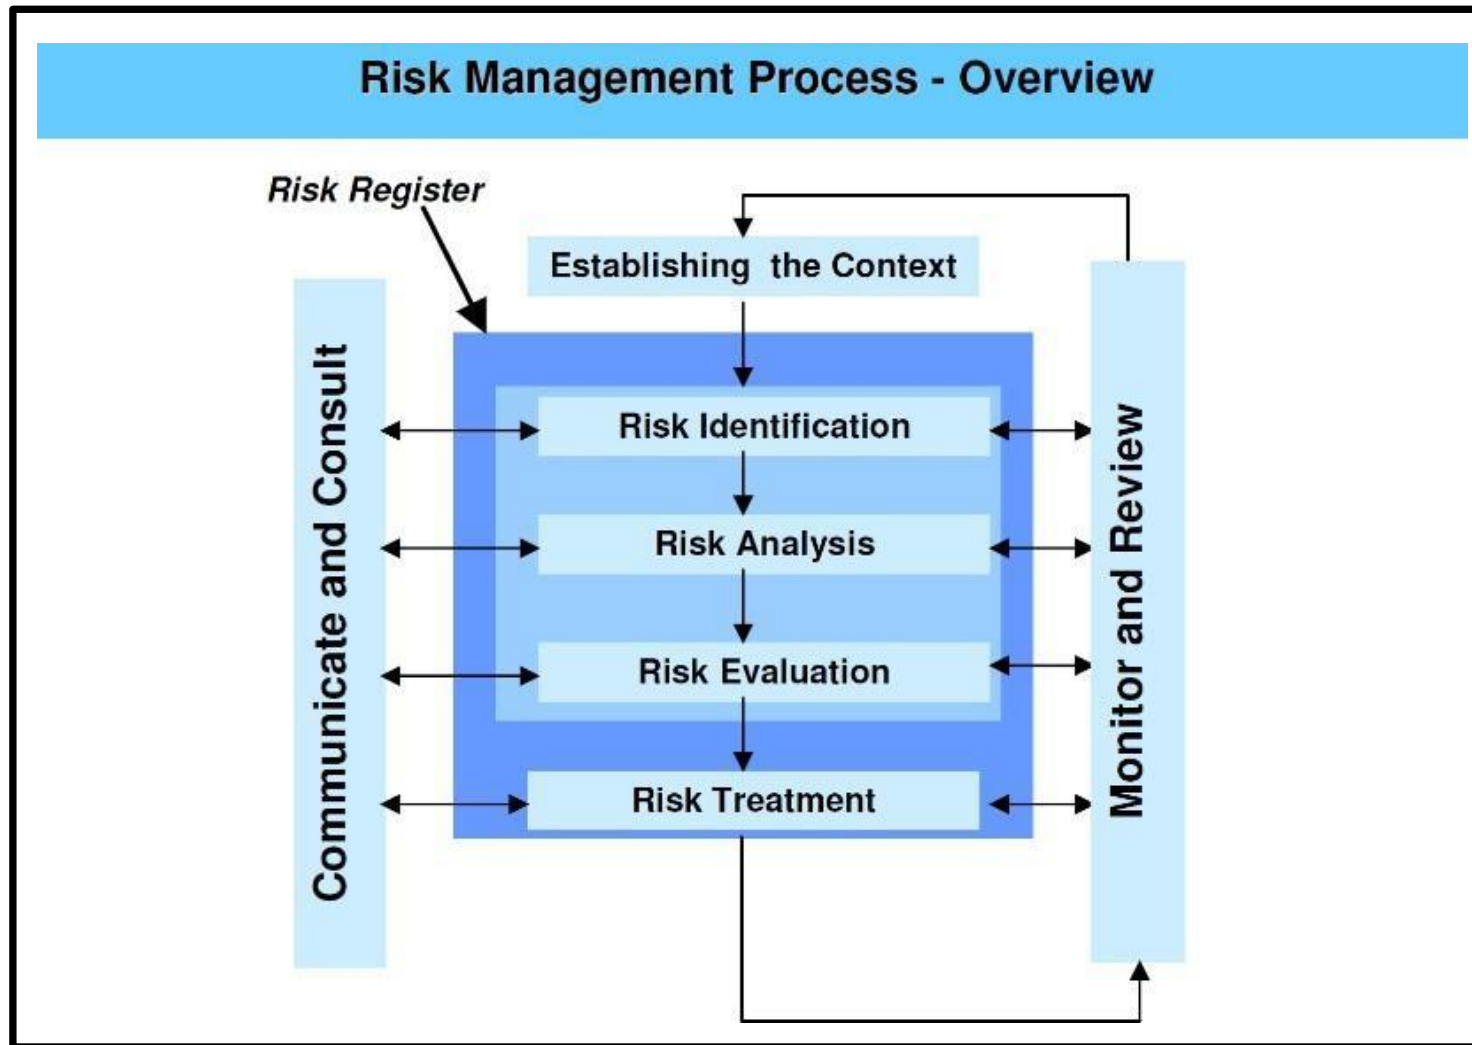 Risk Management Process - Overview
Risk Register
Establishing the Context
Communicate and Consult
Risk Identification
Risk Analysis
Risk Evaluation
Risk Treatment
Monitor and Review